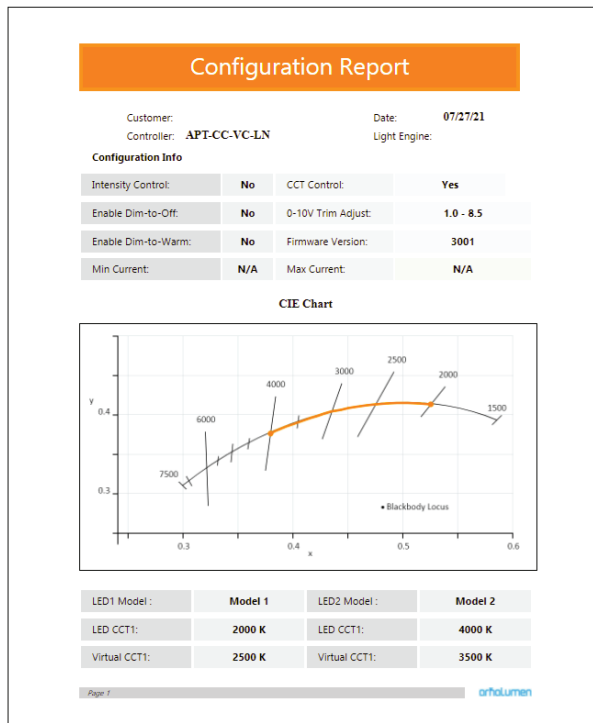 Configuration Report
Customer: Date: 07/27/21
Controller: APT-CC-VC-LN Light Engine:
Configuration Info
Intensity Control: No CCT Control: Yes
Enable Dim-to-Off: No 0-10V Trim Adjust: 1.0 - 8.5
Enable Dim-to-Warm: No Firmware Version: 3001
Min Current: N/A Max Current: N/A
CIE Chart
2500
3000
2000
4000
1500
y
0.4
6000
7500
0.3
Blackbody Locus
0.3 0.4 0.5 0.6
x
LED1 Model : Model 1 LED2 Model : Model 2
LED CCT1: 2000 K LED CCT1: 4000 K
Virtual CCT1: 2500 K Virtual CCT1: 3500 K
Page 1